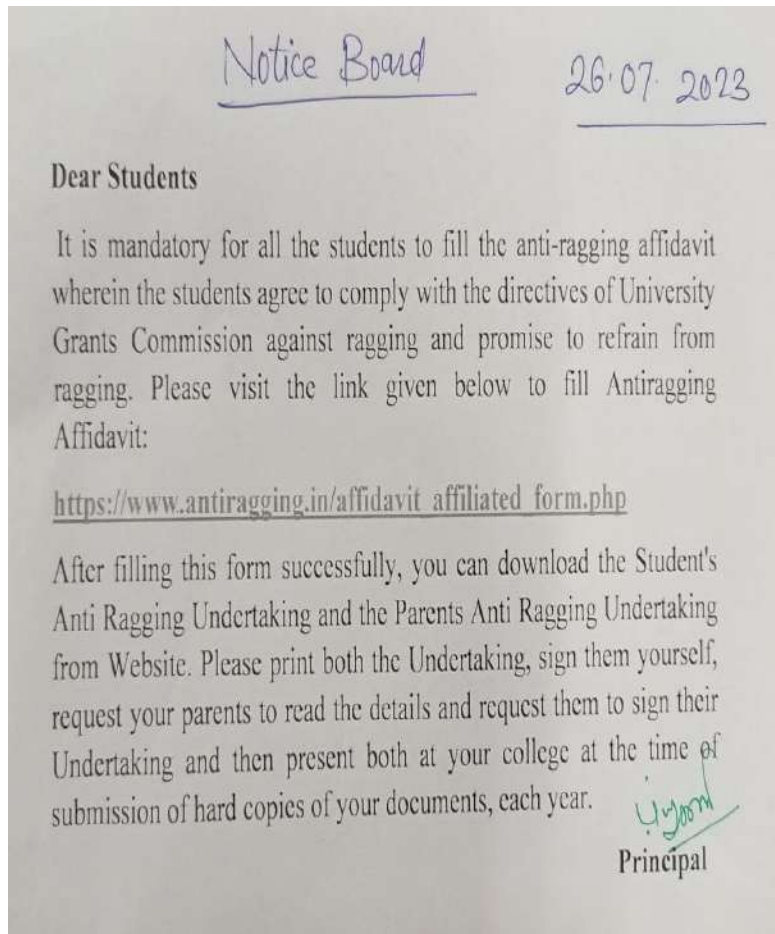 Notice Board
26.07.2023
Dear Students
It is mandatory for all the students to fill the anti-ragging affidavit
wherein the students agree to comply with the directives of University
Grants Commission against ragging and promise to refrain from
ragging. Please visit the link given below to fill Antiragging
Affidavit:
https://www.antiragging.in/affidavit_affiliated_form.php
After filling this form successfully, you can download the Student's
Anti Ragging Undertaking and the Parents Anti Ragging Undertaking
from Website. Please print both the Undertaking, sign them yourself,
request your parents to read the details and request them to sign their
Undertaking and then present both at your college at the time of
submission of hard copies of your documents, each year.
Principal